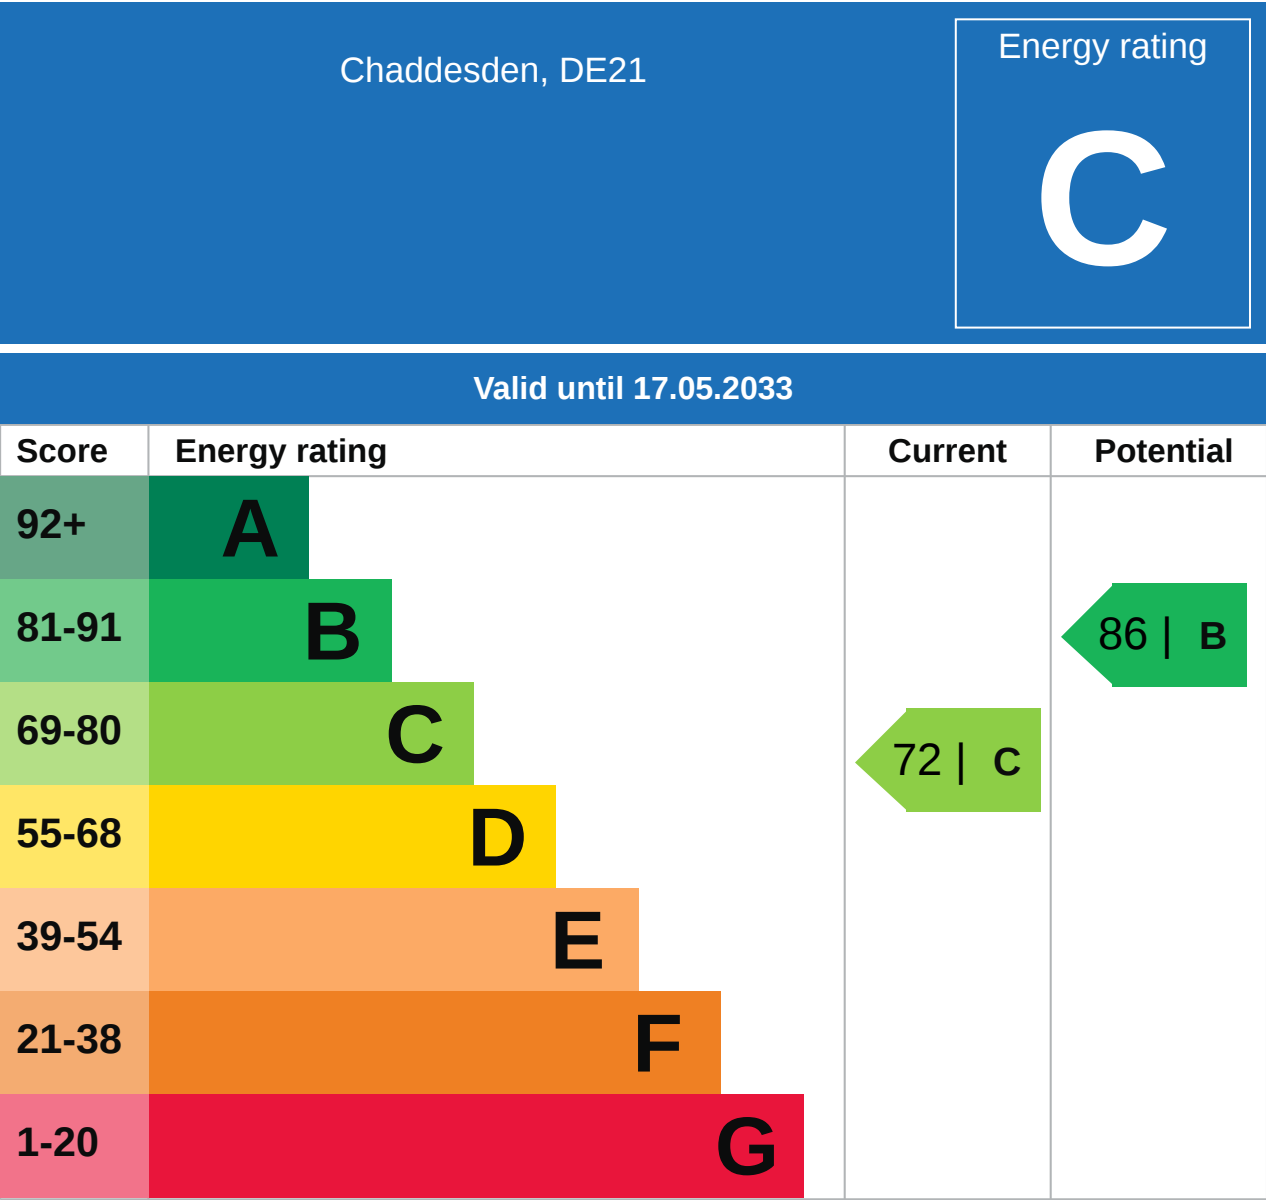 Chaddesden, DE21
Energy rating
C
Valid until 17.05.2033
Score Energy rating Current Potential
92+ A
81-91 B 86 | B
69-80 C 72 | C
55-68 D
39-54 E
21-38 F
1-20 G